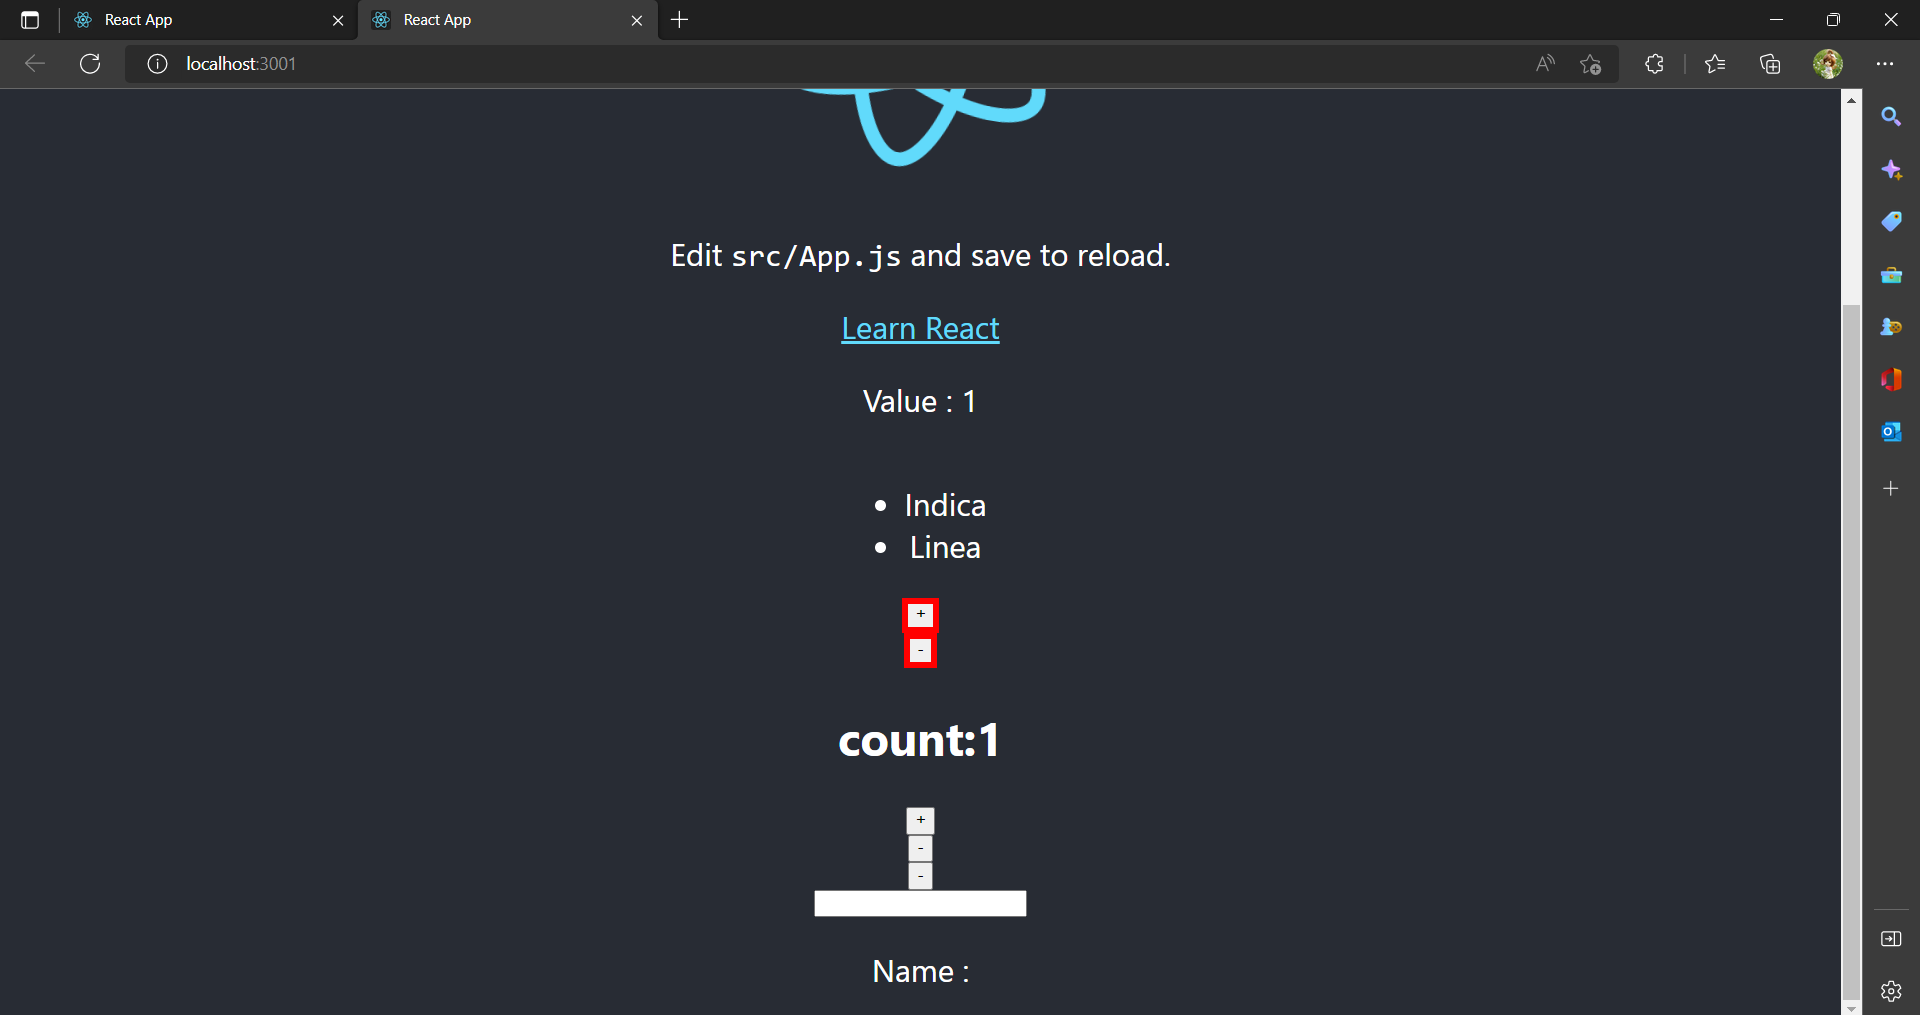 React App
React App
localhost:3001
Edit src/App.js and save to reload.
Learn React
Value : 1
Indica
Linea
+
-
count:1
+
-
-
Name :